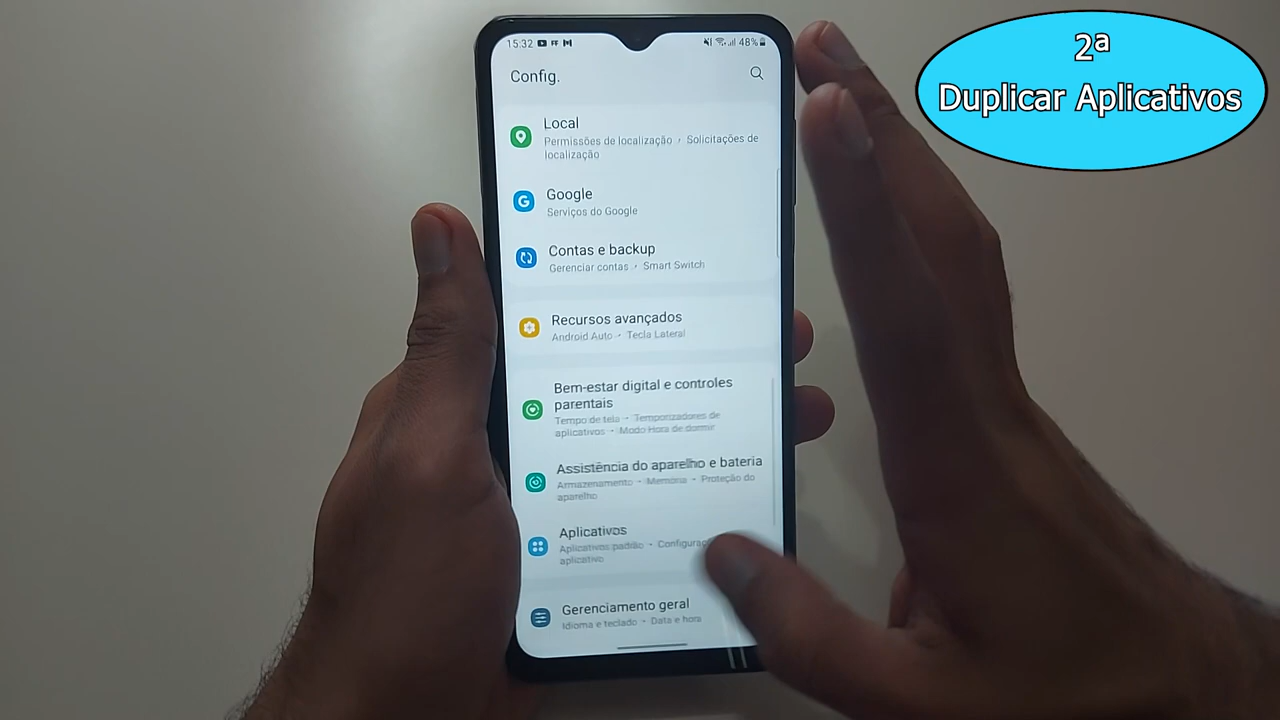 2ª
Duplicar Aplicativos
15:32
48%
Config.
Local
Permissões de localização • Solicitações de
localização
Google
Serviços do Google
Contas e backup
Gerenciar contas • Smart Switch
Recursos avançados
Android Auto • Tecla Lateral
Bem-estar digital e controles
parentais
Tempo de tela • Temporizadores de
aplicativos • Modo Hora de dormir
Assistência do aparelho e bateria
Armazenamento • Memória • Proteção do
aparelho
Aplicativos
Aplicativos padrão •
aplicativo
Gerenciamento geral
Idioma e teclado • Data e hora